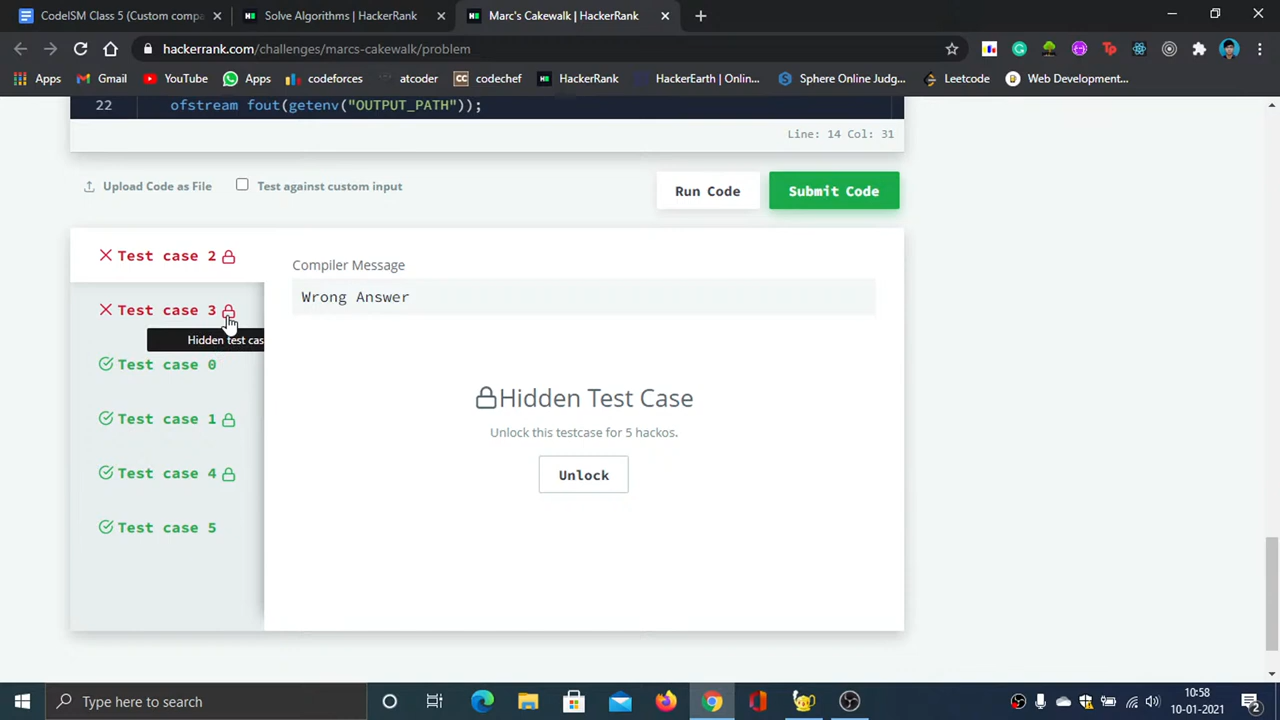 CodeISM Class 5 (Custom compa
Solve Algorithms | HackerRank
Marc's Cakewalk | HackerRank
hackerrank.com/challenges/marcs-cakewalk/problem
Apps
Gmail
YouTube
Apps
codeforces
atcoder
codechef
HackerRank
HackerEarth | Onlin...
Sphere Online Judg...
Leetcode
Web Development...
22 ofstream fout(getenv("OUTPUT_PATH"));
Line: 14 Col: 31
Upload Code as File
Test against custom input
Run Code
Submit Code
Test case 2
Test case 3
Hidden test cas
Test case 0
Test case 1
Test case 4
Test case 5
Compiler Message
Wrong Answer
Hidden Test Case
Unlock this testcase for 5 hackos.
Unlock
Type here to search
10:58
10-01-2021
2